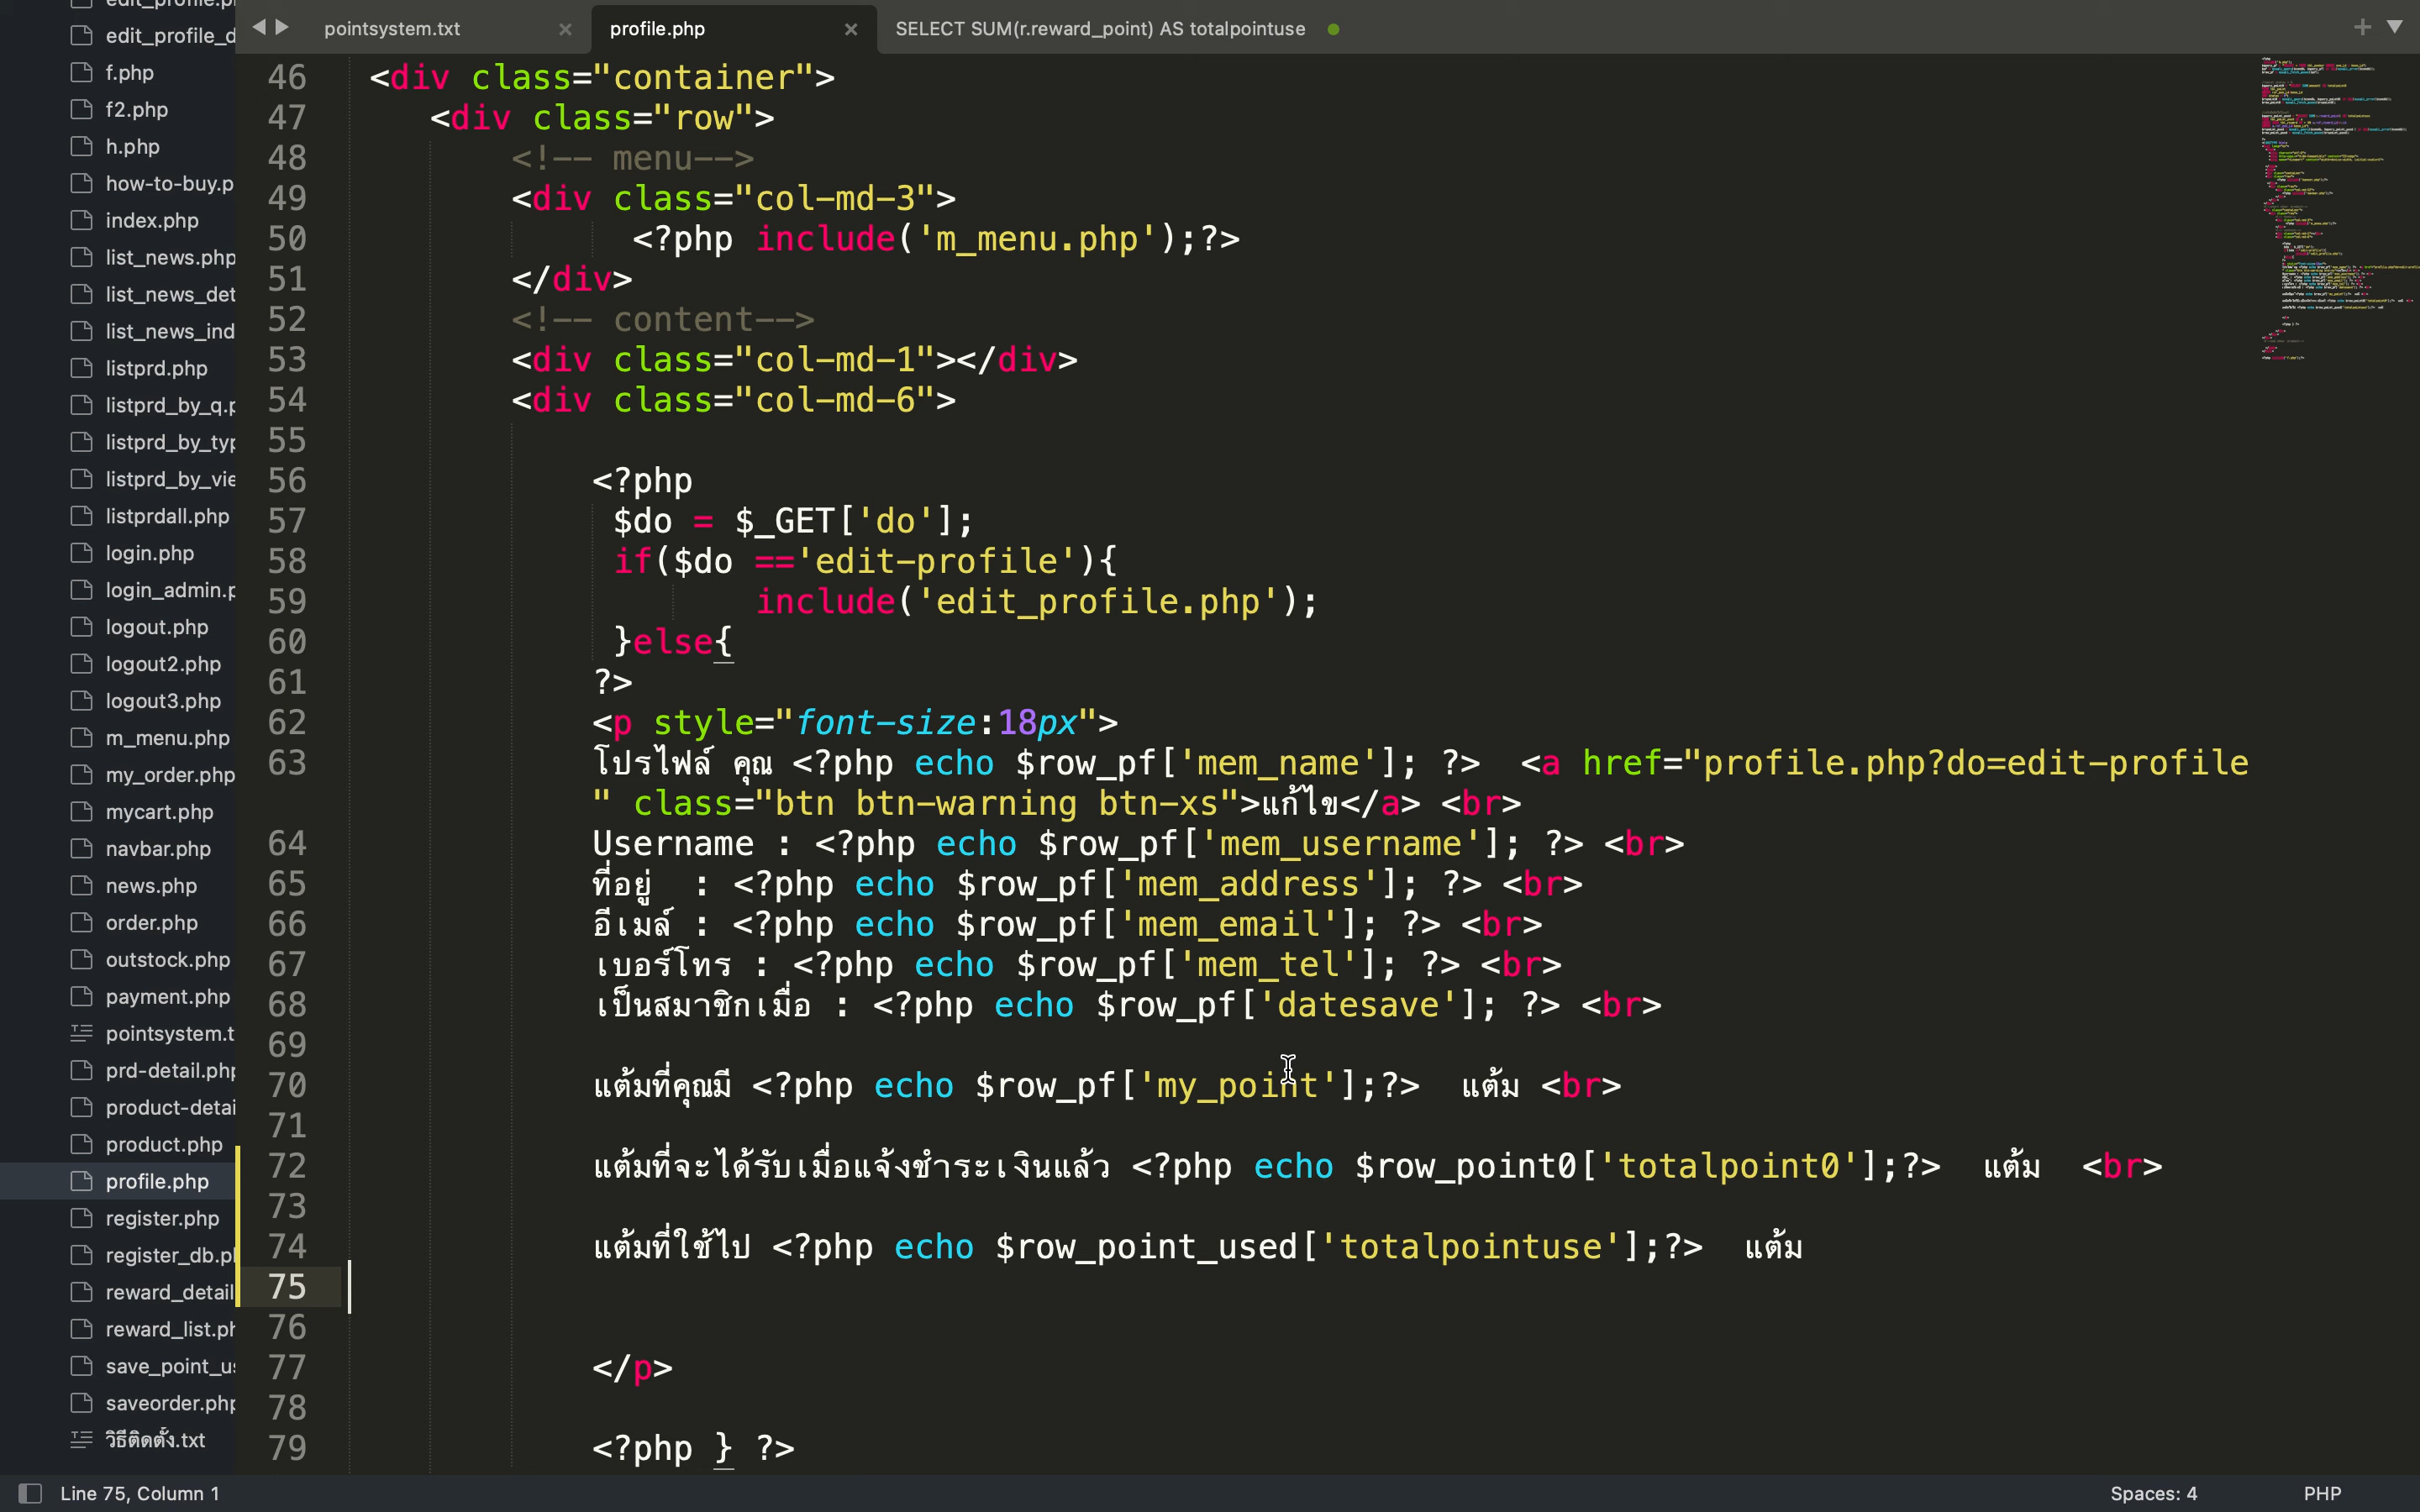 pointsystem.txt
profile.php
SELECT SUM(r.reward_point) AS totalpointuse
edit_profile_d
f.php
f2.php
h.php
how-to-buy.p
index.php
list_news.php
list_news_det
list_news_ind
listprd.php
listprd_by_q.p
listprd_by_typ
listprd_by_vie
listprdall.php
login.php
login_admin.p
logout.php
logout2.php
logout3.php
m_menu.php
my_order.php
mycart.php
navbar.php
news.php
order.php
outstock.php
payment.php
pointsystem.t
prd-detail.php
product-detai
product.php
profile.php
register.php
register_db.p
reward_detail
reward_list.ph
save_point_us
saveorder.php
วิธีติดตั้ง.txt
46 <div class="container">
47 <div class="row">
48 <!-- menu-->
49 <div class="col-md-3">
50 <?php include('m_menu.php');?>
51 </div>
52 <!-- content-->
53 <div class="col-md-1"></div>
54 <div class="col-md-6">
55
56 <?php
57 $do = $_GET['do'];
58 if($do =='edit-profile'){
59 include('edit_profile.php');
60 }else{
61 ?>
62 <p style="font-size:18px">
63 โปรไฟล์ คุณ <?php echo $row_pf['mem_name']; ?> <a href="profile.php?do=edit-profile
" class="btn btn-warning btn-xs">แก้ไข</a> <br>
64 Username : <?php echo $row_pf['mem_username']; ?> <br>
65 ที่อยู่ : <?php echo $row_pf['mem_address']; ?> <br>
66 อีเมล์ : <?php echo $row_pf['mem_email']; ?> <br>
67 เบอร์โทร : <?php echo $row_pf['mem_tel']; ?> <br>
68 เป็นสมาชิกเมื่อ : <?php echo $row_pf['datesave']; ?> <br>
69
70 แต้มที่คุณมี <?php echo $row_pf['my_point'];?> แต้ม <br>
71
72 แต้มที่จะได้รับเมื่อแจ้งชำระเงินแล้ว <?php echo $row_point0['totalpoint0'];?> แต้ม <br>
73
74 แต้มที่ใช้ไป <?php echo $row_point_used['totalpointuse'];?> แต้ม
75
76
77 </p>
78
79 <?php } ?>
Line 75, Column 1
Spaces: 4
PHP